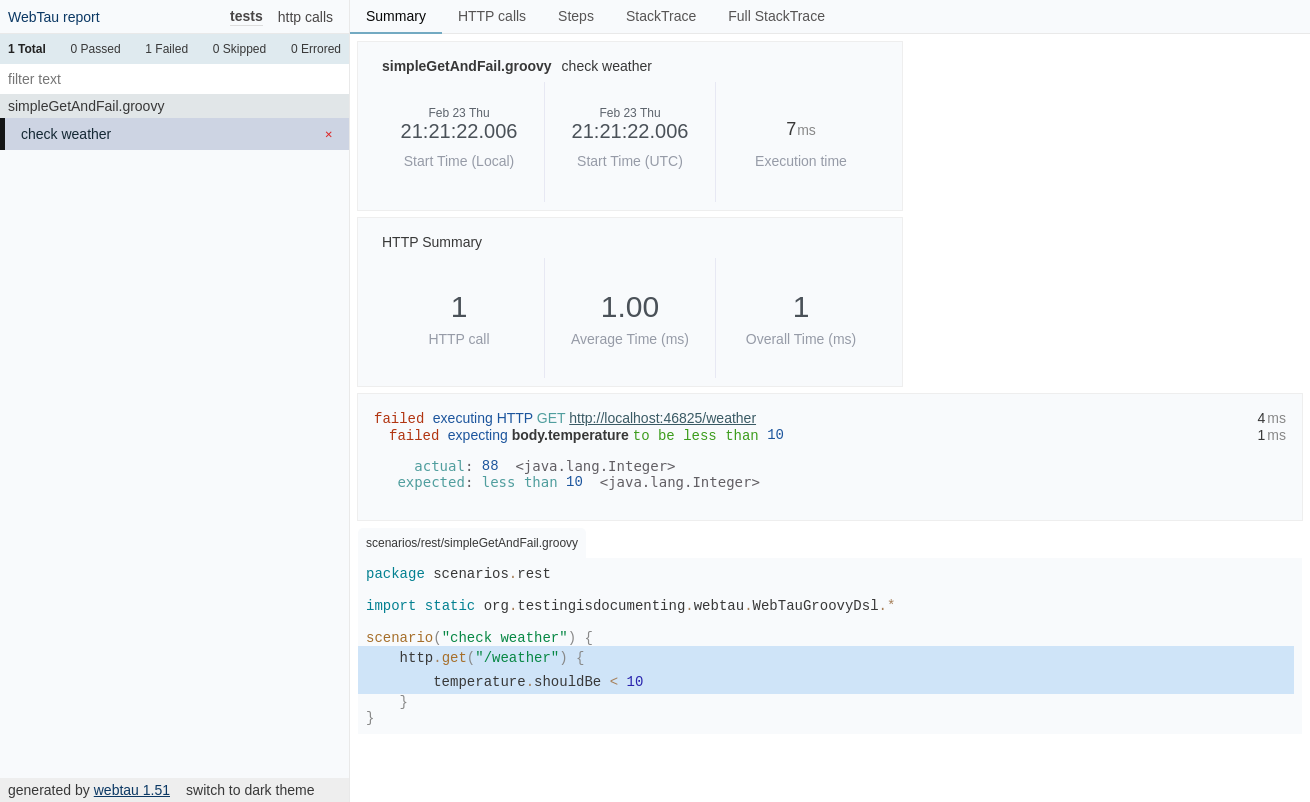 WebTau report tests http calls
1 Total 0 Passed 1 Failed 0 Skipped 0 Errored
filter text
simpleGetAndFail.groovy
check weather ×
generated by webtau 1.51 switch to dark theme
Summary HTTP calls Steps StackTrace Full StackTrace
simpleGetAndFail.groovy check weather
Feb 23 Thu Feb 23 Thu
21:21:22.006 21:21:22.006 7ms
Start Time (Local) Start Time (UTC) Execution time
HTTP Summary
1 1.00 1
HTTP call Average Time (ms) Overall Time (ms)
failed executing HTTP GET http://localhost:46825/weather 4ms
failed expecting body.temperature to be less than 10 1ms
actual: 88 <java.lang.Integer>
expected: less than 10 <java.lang.Integer>
scenarios/rest/simpleGetAndFail.groovy
package scenarios.rest
import static org.testingisdocumenting.webtau.WebTauGroovyDsl.*
scenario("check weather") {
http.get("/weather") {
temperature.shouldBe < 10
}
}